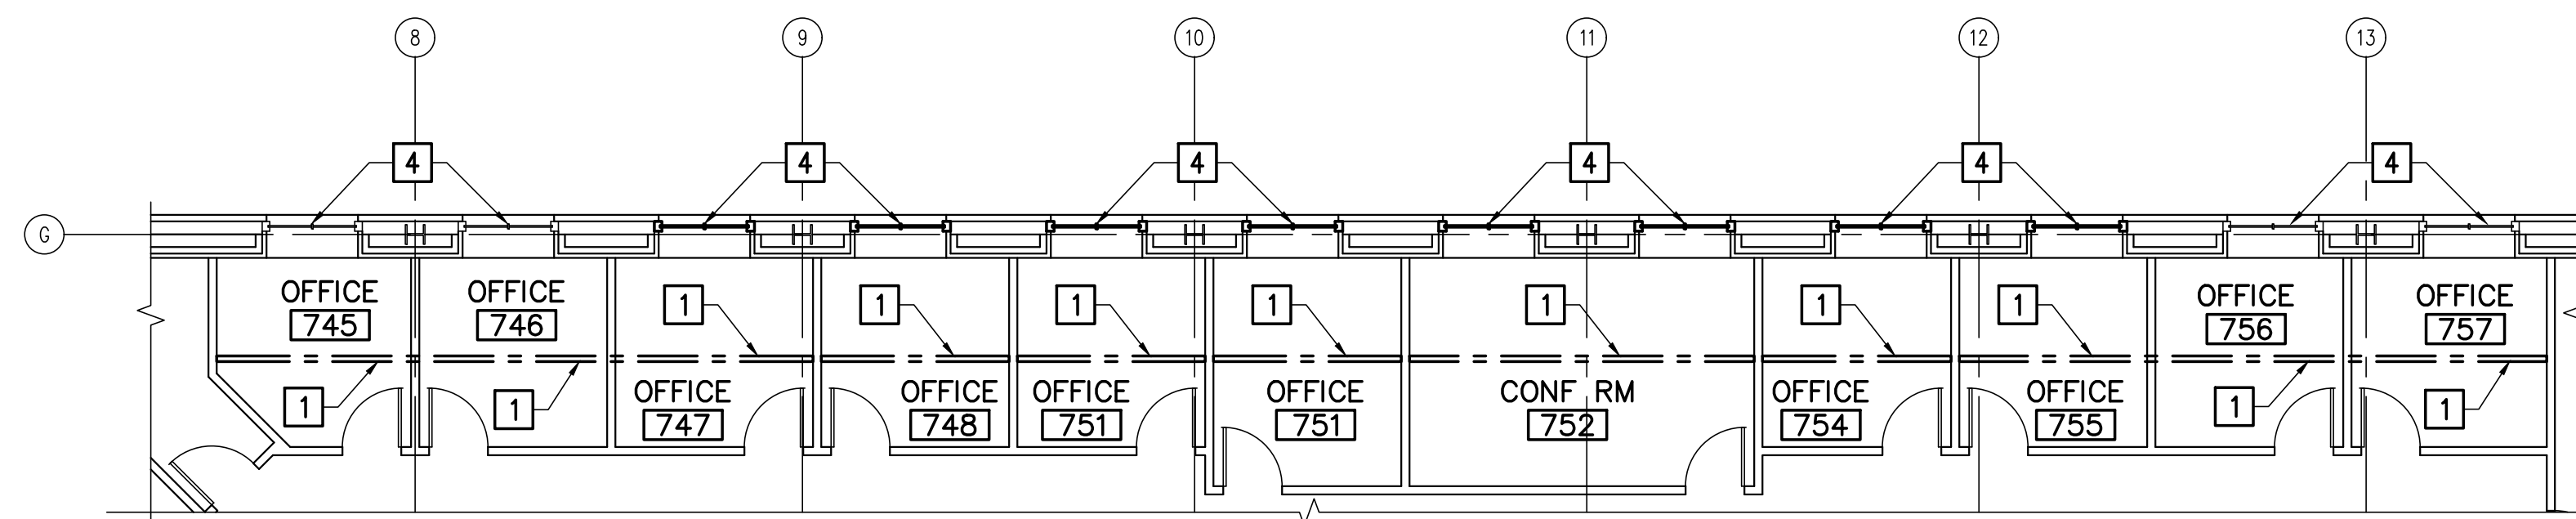 8 9 10 11 12 13
4 4 4 4 4 4
G
OFFICE OFFICE 1 1 1 1 1 1 1 OFFICE OFFICE
745 746 756 757
1 1 OFFICE OFFICE OFFICE OFFICE CONF RM OFFICE OFFICE 1 1
747 748 751 751 752 754 755